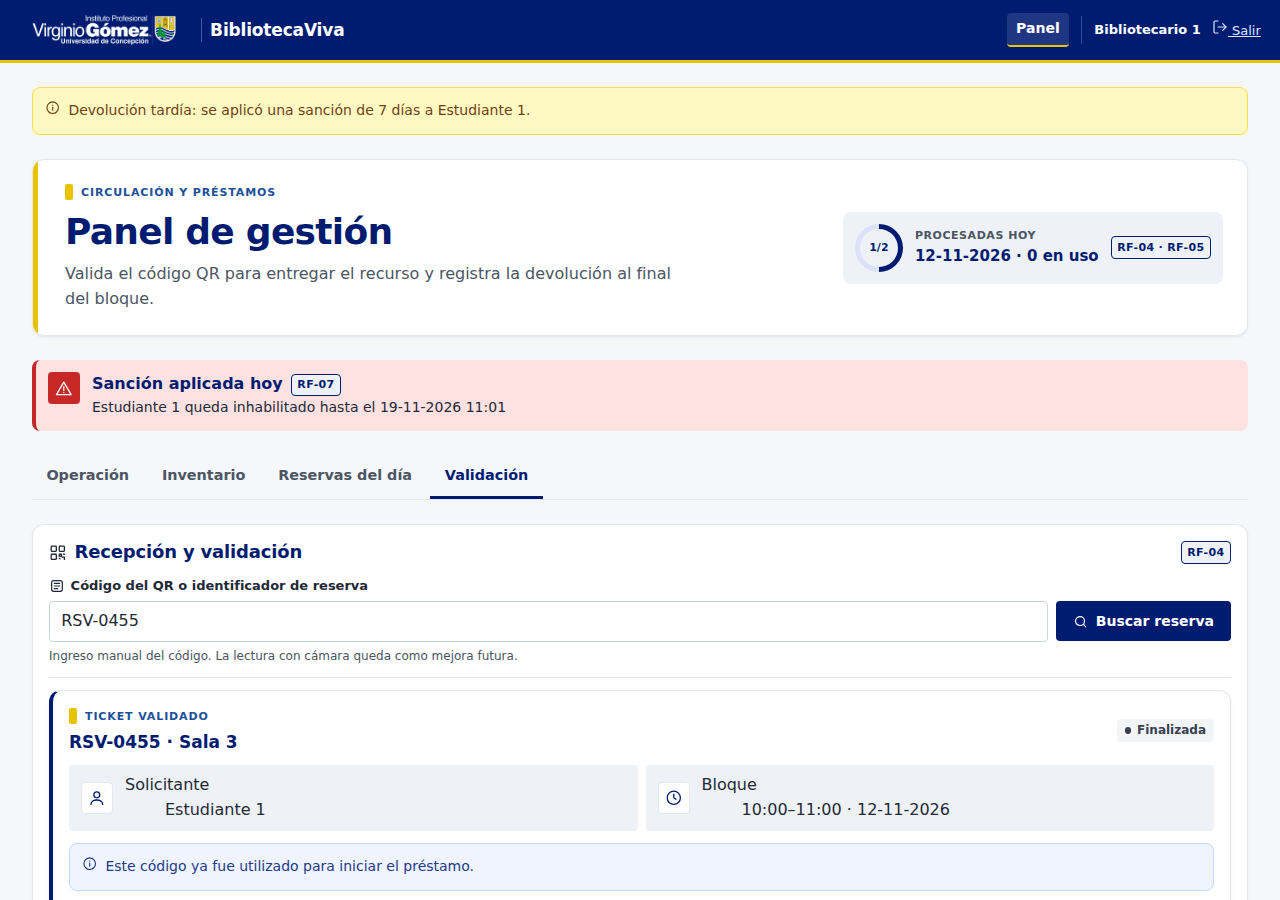 Instituto Profesional
VirginioGómez
Universidad de Concepción
BibliotecaViva
Panel
Bibliotecario 1
Salir
Devolución tardía: se aplicó una sanción de 7 días a Estudiante 1.
CIRCULACIÓN Y PRÉSTAMOS
Panel de gestión
Valida el código QR para entregar el recurso y registra la devolución al final
del bloque.
1/2
PROCESADAS HOY
12-11-2026 · 0 en uso
RF-04 · RF-05
Sanción aplicada hoy RF-07
Estudiante 1 queda inhabilitado hasta el 19-11-2026 11:01
Operación
Inventario
Reservas del día
Validación
Recepción y validación
RF-04
Código del QR o identificador de reserva
RSV-0455
Buscar reserva
Ingreso manual del código. La lectura con cámara queda como mejora futura.
TICKET VALIDADO
RSV-0455 · Sala 3
Finalizada
Solicitante
Estudiante 1
Bloque
10:00–11:00 · 12-11-2026
Este código ya fue utilizado para iniciar el préstamo.